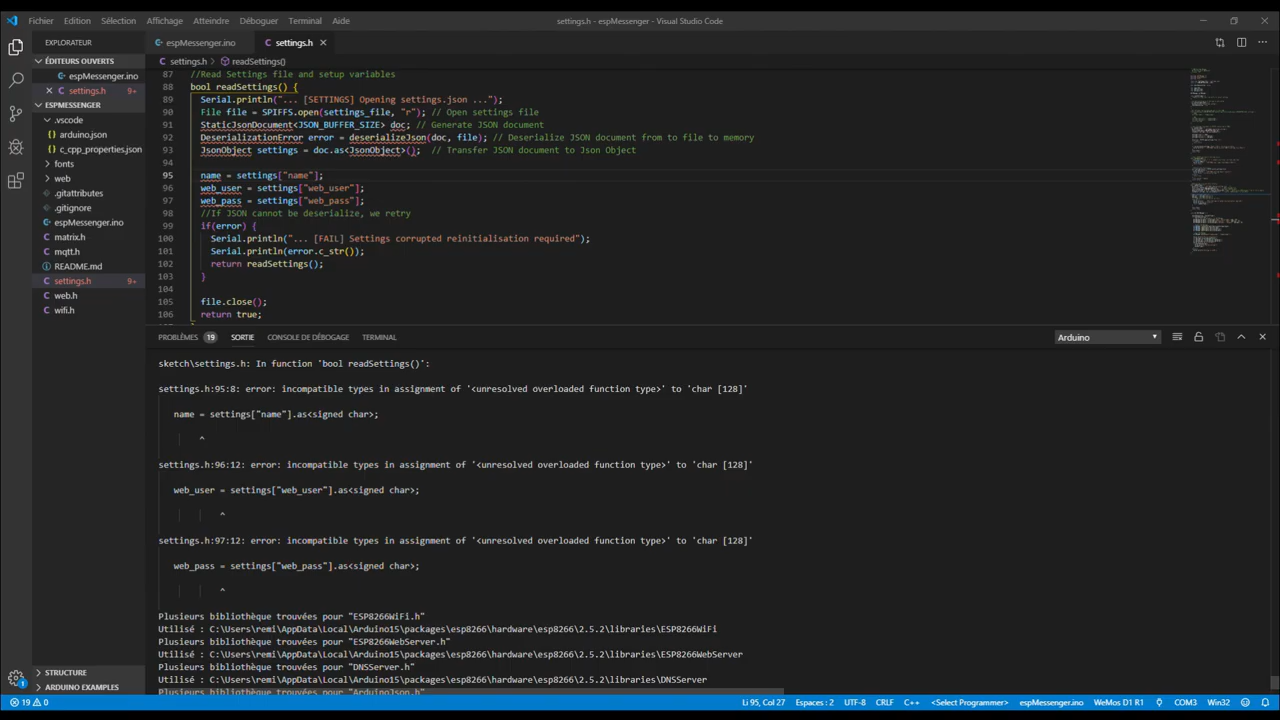 Fichier Edition Sélection Affichage Atteindre Déboguer Terminal Aide
settings.h - espMessenger - Visual Studio Code
EXPLORATEUR
ÉDITEURS OUVERTS
espMessenger.ino
settings.h 9+
ESPMESSENGER
.vscode
arduino.json
c_cpp_properties.json
fonts
web
.gitattributes
.gitignore
espMessenger.ino
matrix.h
mqtt.h
README.md
settings.h 9+
web.h
wifi.h
STRUCTURE
ARDUINO EXAMPLES
espMessenger.ino settings.h
settings.h > readSettings()
87 //Read Settings file and setup variables
88 bool readSettings() {
89 Serial.println("... [SETTINGS] Opening settings.json ...");
90 File file = SPIFFS.open(settings_file, "r"); // Open settings file
91 StaticJsonDocument<JSON_BUFFER_SIZE> doc; // Generate JSON document
92 DeserializationError error = deserializeJson(doc, file); // Deserialize JSON document from to file to memory
93 JsonObject settings = doc.as<JsonObject>(); // Transfer JSON document to Json Object
94
95 name = settings["name"];
96 web_user = settings["web_user"];
97 web_pass = settings["web_pass"];
98 //If JSON cannot be deserialize, we retry
99 if(error) {
100 Serial.println("... [FAIL] Settings corrupted reinitialisation required");
101 Serial.println(error.c_str());
102 return readSettings();
103 }
104
105 file.close();
106 return true;
PROBLÈMES 19 SORTIE CONSOLE DE DÉBOGAGE TERMINAL
Arduino
sketch\settings.h: In function 'bool readSettings()':
settings.h:95:8: error: incompatible types in assignment of '<unresolved overloaded function type>' to 'char [128]'
name = settings["name"].as<signed char>;
^
settings.h:96:12: error: incompatible types in assignment of '<unresolved overloaded function type>' to 'char [128]'
web_user = settings["web_user"].as<signed char>;
^
settings.h:97:12: error: incompatible types in assignment of '<unresolved overloaded function type>' to 'char [128]'
web_pass = settings["web_pass"].as<signed char>;
^
Plusieurs bibliothèque trouvées pour "ESP8266WiFi.h"
Utilisé : C:\Users\remi\AppData\Local\Arduino15\packages\esp8266\hardware\esp8266\2.5.2\libraries\ESP8266WiFi
Plusieurs bibliothèque trouvées pour "ESP8266WebServer.h"
Utilisé : C:\Users\remi\AppData\Local\Arduino15\packages\esp8266\hardware\esp8266\2.5.2\libraries\ESP8266WebServer
Plusieurs bibliothèque trouvées pour "DNSServer.h"
Utilisé : C:\Users\remi\AppData\Local\Arduino15\packages\esp8266\hardware\esp8266\2.5.2\libraries\DNSServer
Plusieurs bibliothèque trouvées pour "ArduinoJson.h"
1
19 0
Li 95, Col 27 Espaces : 2 UTF-8 CRLF C++ <Select Programmer> espMessenger.ino WeMos D1 R1 COM3 Win32